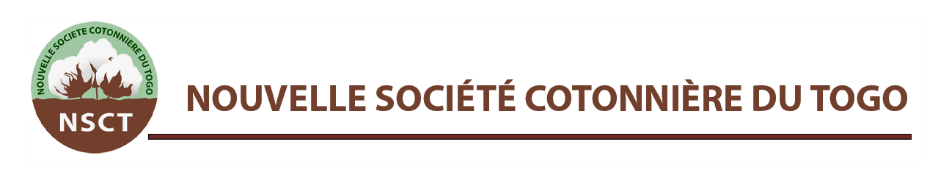 NOUVELLE SOCIETE COTONNIERE DU TOGO
NSCT
NOUVELLE SOCIÉTÉ COTONNIÈRE DU TOGO